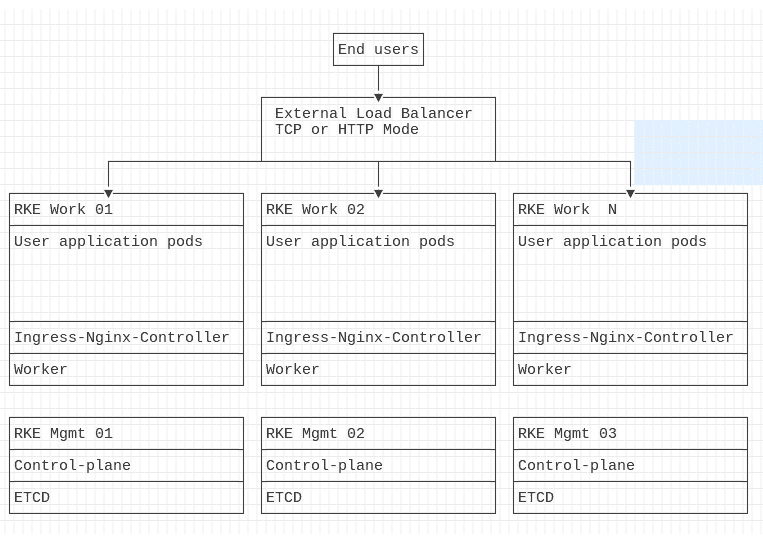 End users
External Load Balancer
TCP or HTTP Mode
RKE Work 01
User application pods
Ingress-Nginx-Controller
Worker
RKE Work 02
User application pods
Ingress-Nginx-Controller
Worker
RKE Work  N
User application pods
Ingress-Nginx-Controller
Worker
RKE Mgmt 01
Control-plane
ETCD
RKE Mgmt 02
Control-plane
ETCD
RKE Mgmt 03
Control-plane
ETCD